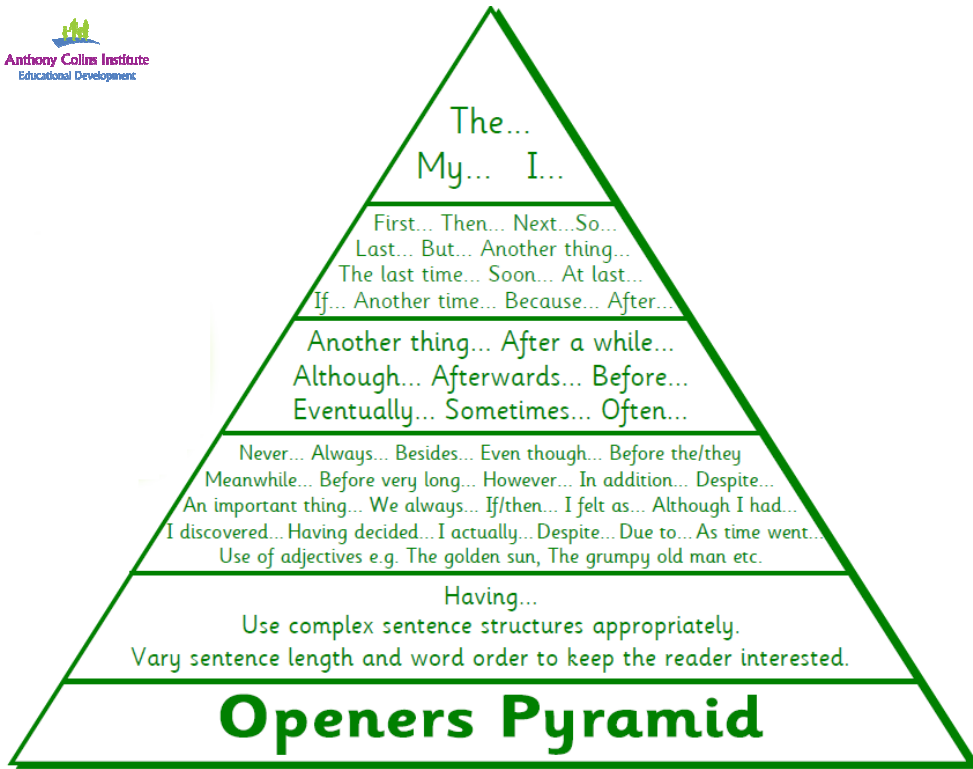 Anthony Collins Institute
Educational Development
The...
My... I...
First... Then... Next...So...
Last... But... Another thing...
The last time... Soon... At last...
If... Another time... Because... After...
Another thing... After a while...
Although... Afterwards... Before...
Eventually... Sometimes... Often...
Never... Always... Besides... Even though... Before the/they
Meanwhile... Before very long... However... In addition... Despite...
An important thing... We always... If/then... I felt as... Although I had...
I discovered... Having decided... I actually... Despite... Due to... As time went...
Use of adjectives e.g. The golden sun, The grumpy old man etc.
Having...
Use complex sentence structures appropriately.
Vary sentence length and word order to keep the reader interested.
Openers Pyramid